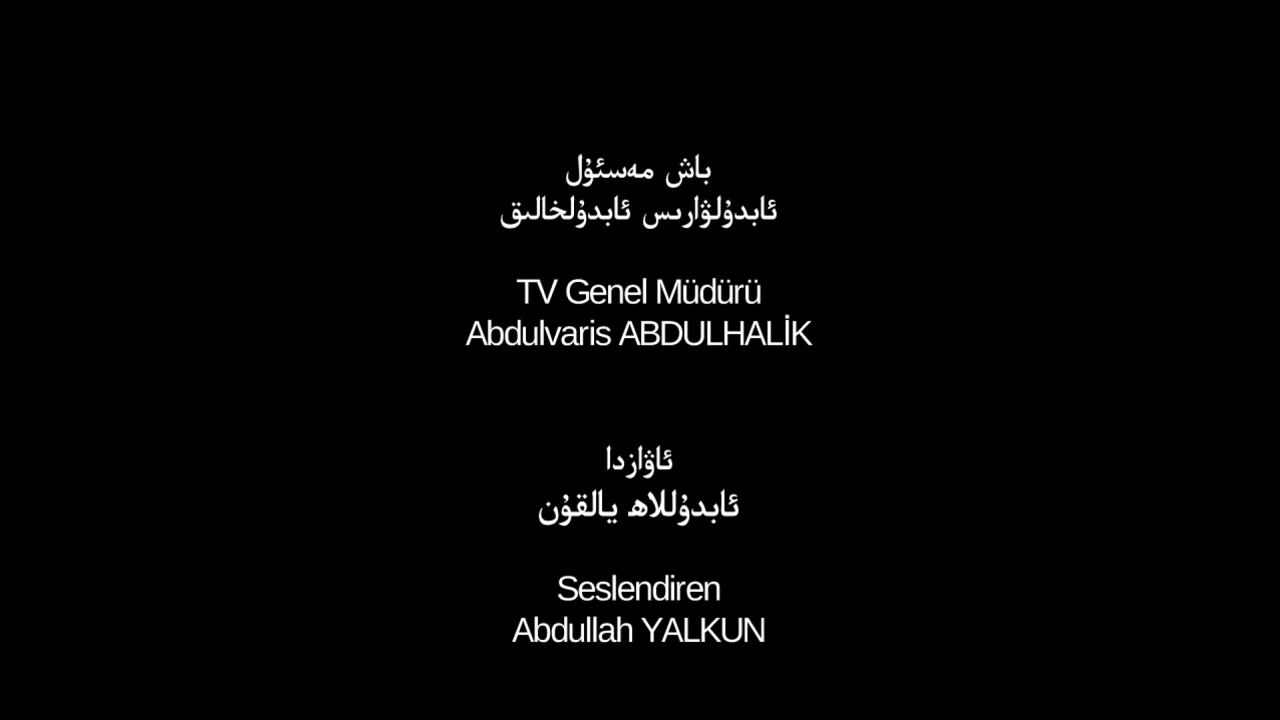 باش مەسئۇل
ئابدۇلۋارىس ئابدۇلخالىق
TV Genel Müdürü
Abdulvaris ABDULHALİK
ئاۋازدا
ئابدۇللاھ يالقۇن
Seslendiren
Abdullah YALKUN